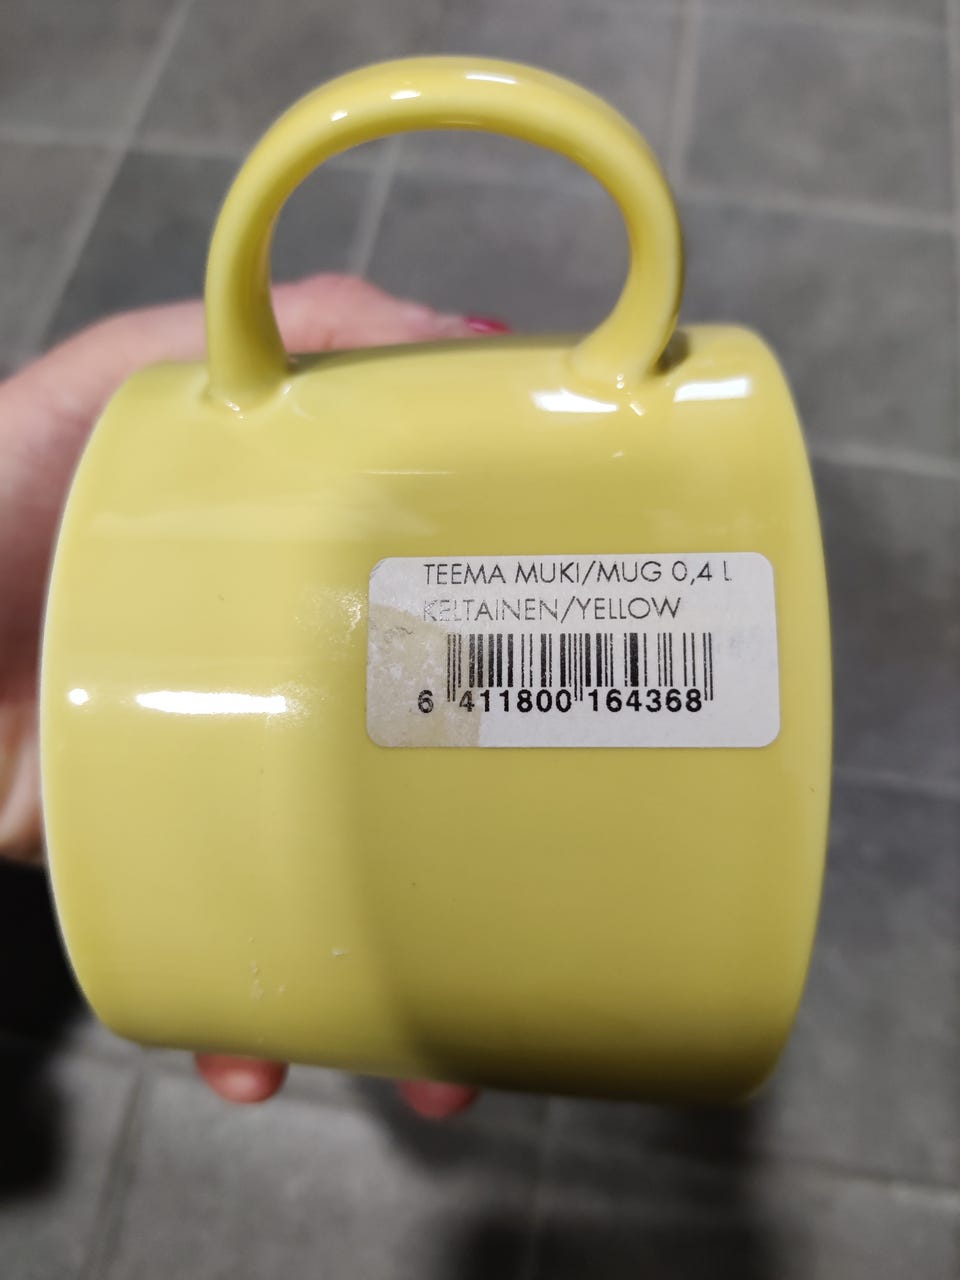 TEEMA MUKI/MUG 0,4 L
KELTAINEN/YELLOW
6 411800 164368